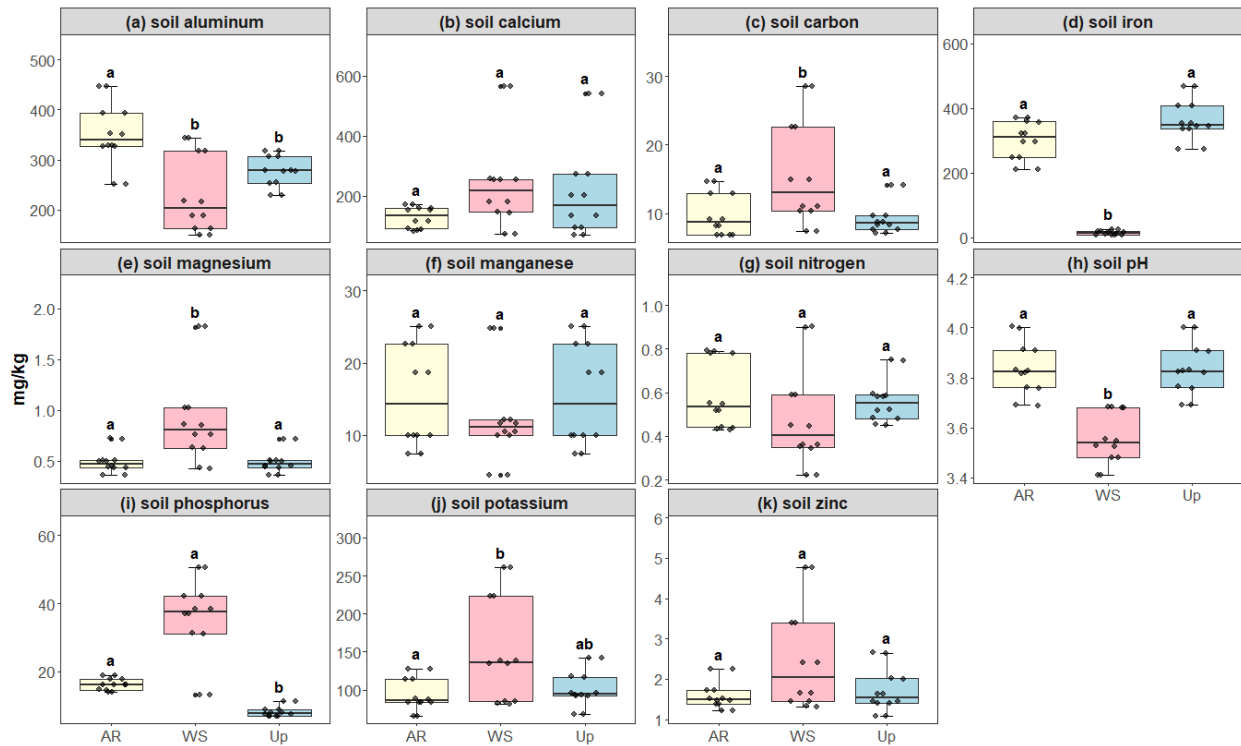 (a) soil aluminum
(b) soil calcium
(c) soil carbon
(d) soil iron
500
400
300
200
a
b
b
600
400
200
a
a
a
30
20
10
a
b
a
600
400
200
0
a
b
a
(e) soil magnesium
(f) soil manganese
(g) soil nitrogen
(h) soil pH
mg/kg
2.0
1.5
1.0
0.5
a
b
a
30
20
10
a
a
a
1.0
0.8
0.6
0.4
0.2
a
a
a
4.2
4.0
3.8
3.6
3.4
a
b
a
AR
WS
Up
(i) soil phosphorus
(j) soil potassium
(k) soil zinc
60
40
20
a
a
b
AR
WS
Up
300
250
200
150
100
a
b
ab
AR
WS
Up
6
5
4
3
2
1
a
a
a
AR
WS
Up